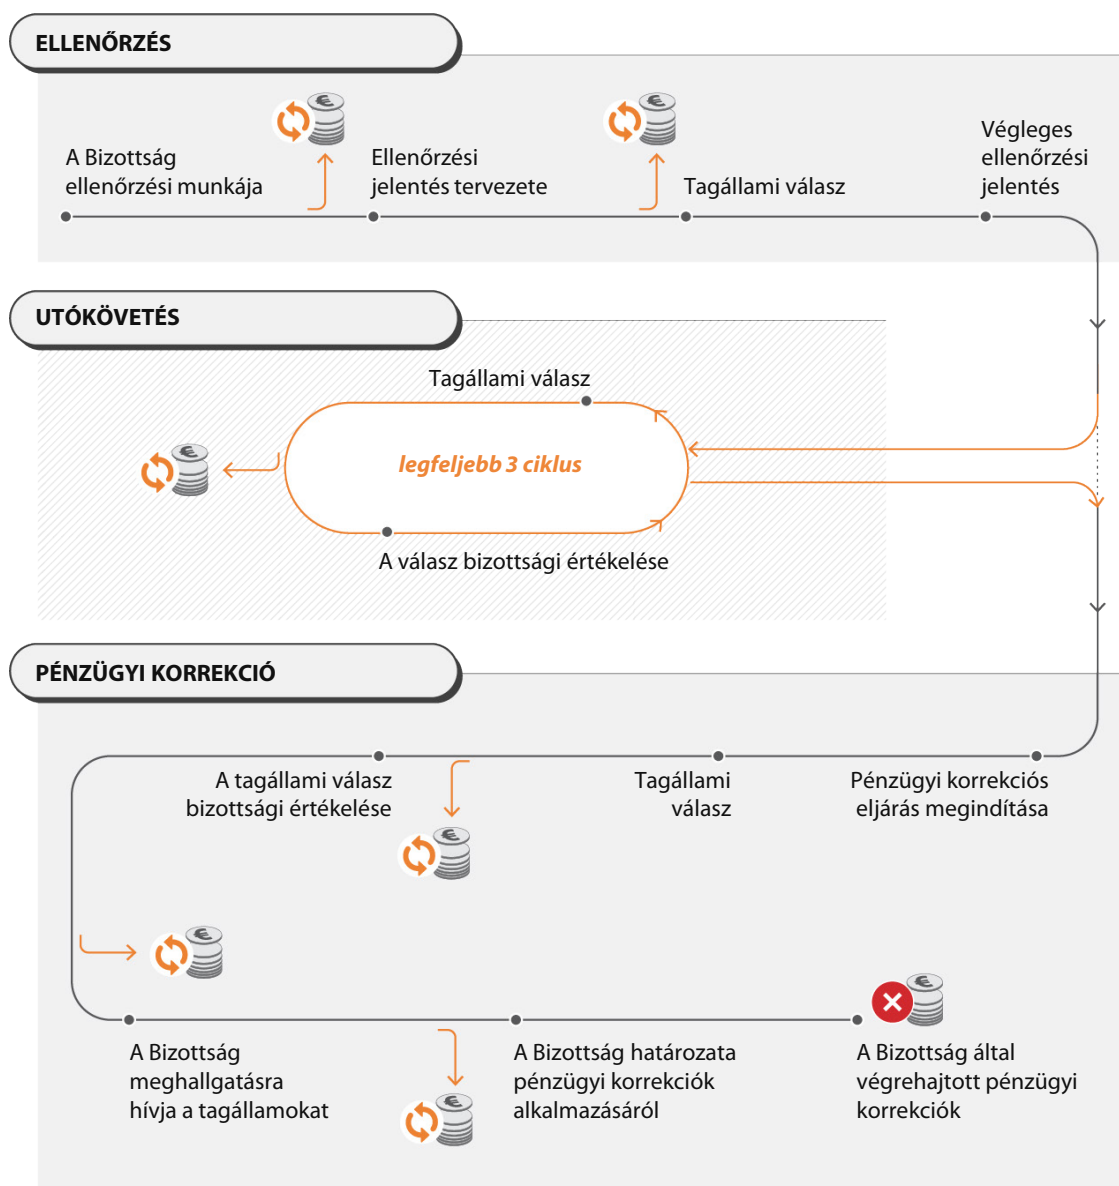 ELLENŐRZÉS
A Bizottság
ellenőrzési munkája
Ellenőrzési
jelentés tervezete
Tagállami válasz
Végleges
ellenőrzési
jelentés
UTÓKÖVETÉS
Tagállami válasz
legfeljebb 3 ciklus
A válasz bizottsági értékelése
PÉNZÜGYI KORREKCIÓ
A tagállami válasz
bizottsági értékelése
Tagállami
válasz
Pénzügyi korrekciós
eljárás megindítása
A Bizottság
meghallgatásra
hívja a tagállamokat
A Bizottság határozata
pénzügyi korrekciók
alkalmazásáról
A Bizottság által
végrehajtott pénzügyi
korrekciók